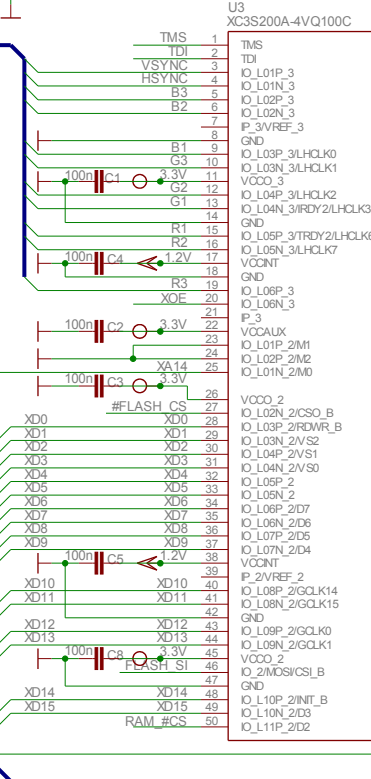 U3
XC3S200A-4VQ100C
TMS 1 TMS
TDI 2 TDI
VSYNC 3 IO_L01P_3
HSYNC 4 IO_L01N_3
B3 5 IO_L02P_3
B2 6 IO_L02N_3
7 IP_3/VREF_3
8 GND
B1 9 IO_L03P_3/LHCLK0
G3 10 IO_L03N_3/LHCLK1
100n C1 3.3V 11 VCCO_3
G2 12 IO_L04P_3/LHCLK2
G1 13 IO_L04N_3/IRDY2/LHCLK3
14 GND
R1 15 IO_L05P_3/TRDY2/LHCLK6
R2 16 IO_L05N_3/LHCLK7
100n C4 1.2V 17 VCCINT
18 GND
R3 19 IO_L06P_3
XOE 20 IO_L06N_3
21 IP_3
100n C2 3.3V 22 VCCAUX
23 IO_L01P_2/M1
24 IO_L02P_2/M2
XA14 25 IO_L01N_2/M0
100n C3 3.3V 26 VCCO_2
#FLASH_CS 27 IO_L02N_2/CSO_B
XD0 XD0 28 IO_L03P_2/RDWR_B
XD1 XD1 29 IO_L03N_2/VS2
XD2 XD2 30 IO_L04P_2/VS1
XD3 XD3 31 IO_L04N_2/VS0
XD4 XD4 32 IO_L05P_2
XD5 XD5 33 IO_L05N_2
XD6 XD6 34 IO_L06P_2/D7
XD7 XD7 35 IO_L06N_2/D6
XD8 XD8 36 IO_L07P_2/D5
XD9 XD9 37 IO_L07N_2/D4
100n C5 1.2V 38 VCCINT
39 IP_2/VREF_2
XD10 XD10 40 IO_L08P_2/GCLK14
XD11 XD11 41 IO_L08N_2/GCLK15
42 GND
XD12 XD12 43 IO_L09P_2/GCLK0
XD13 XD13 44 IO_L09N_2/GCLK1
100n C8 3.3V 45 VCCO_2
FLASH_SI 46 IO_2/MOSI/CSI_B
47 GND
XD14 XD14 48 IO_L10P_2/INIT_B
XD15 XD15 49 IO_L10N_2/D3
RAM_#CS 50 IO_L11P_2/D2